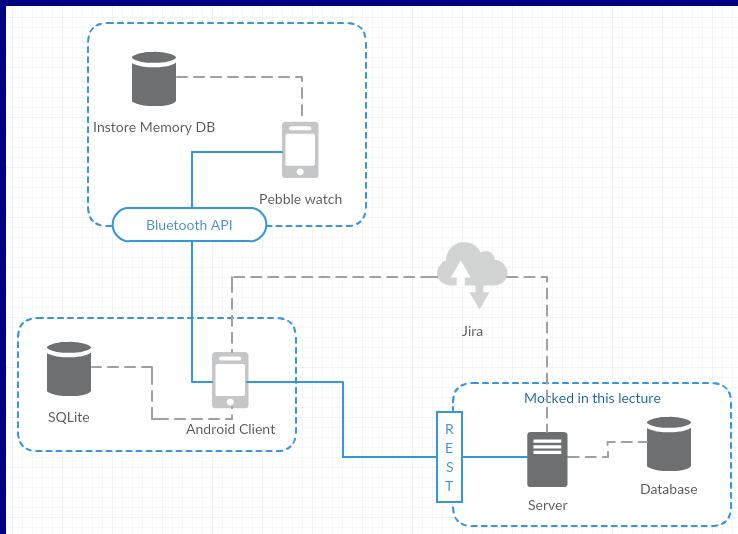 Instore Memory DB
Pebble watch
Bluetooth API
Jira
SQLite
Android Client
Mocked in this lecture
R
E
S
T
Server
Database